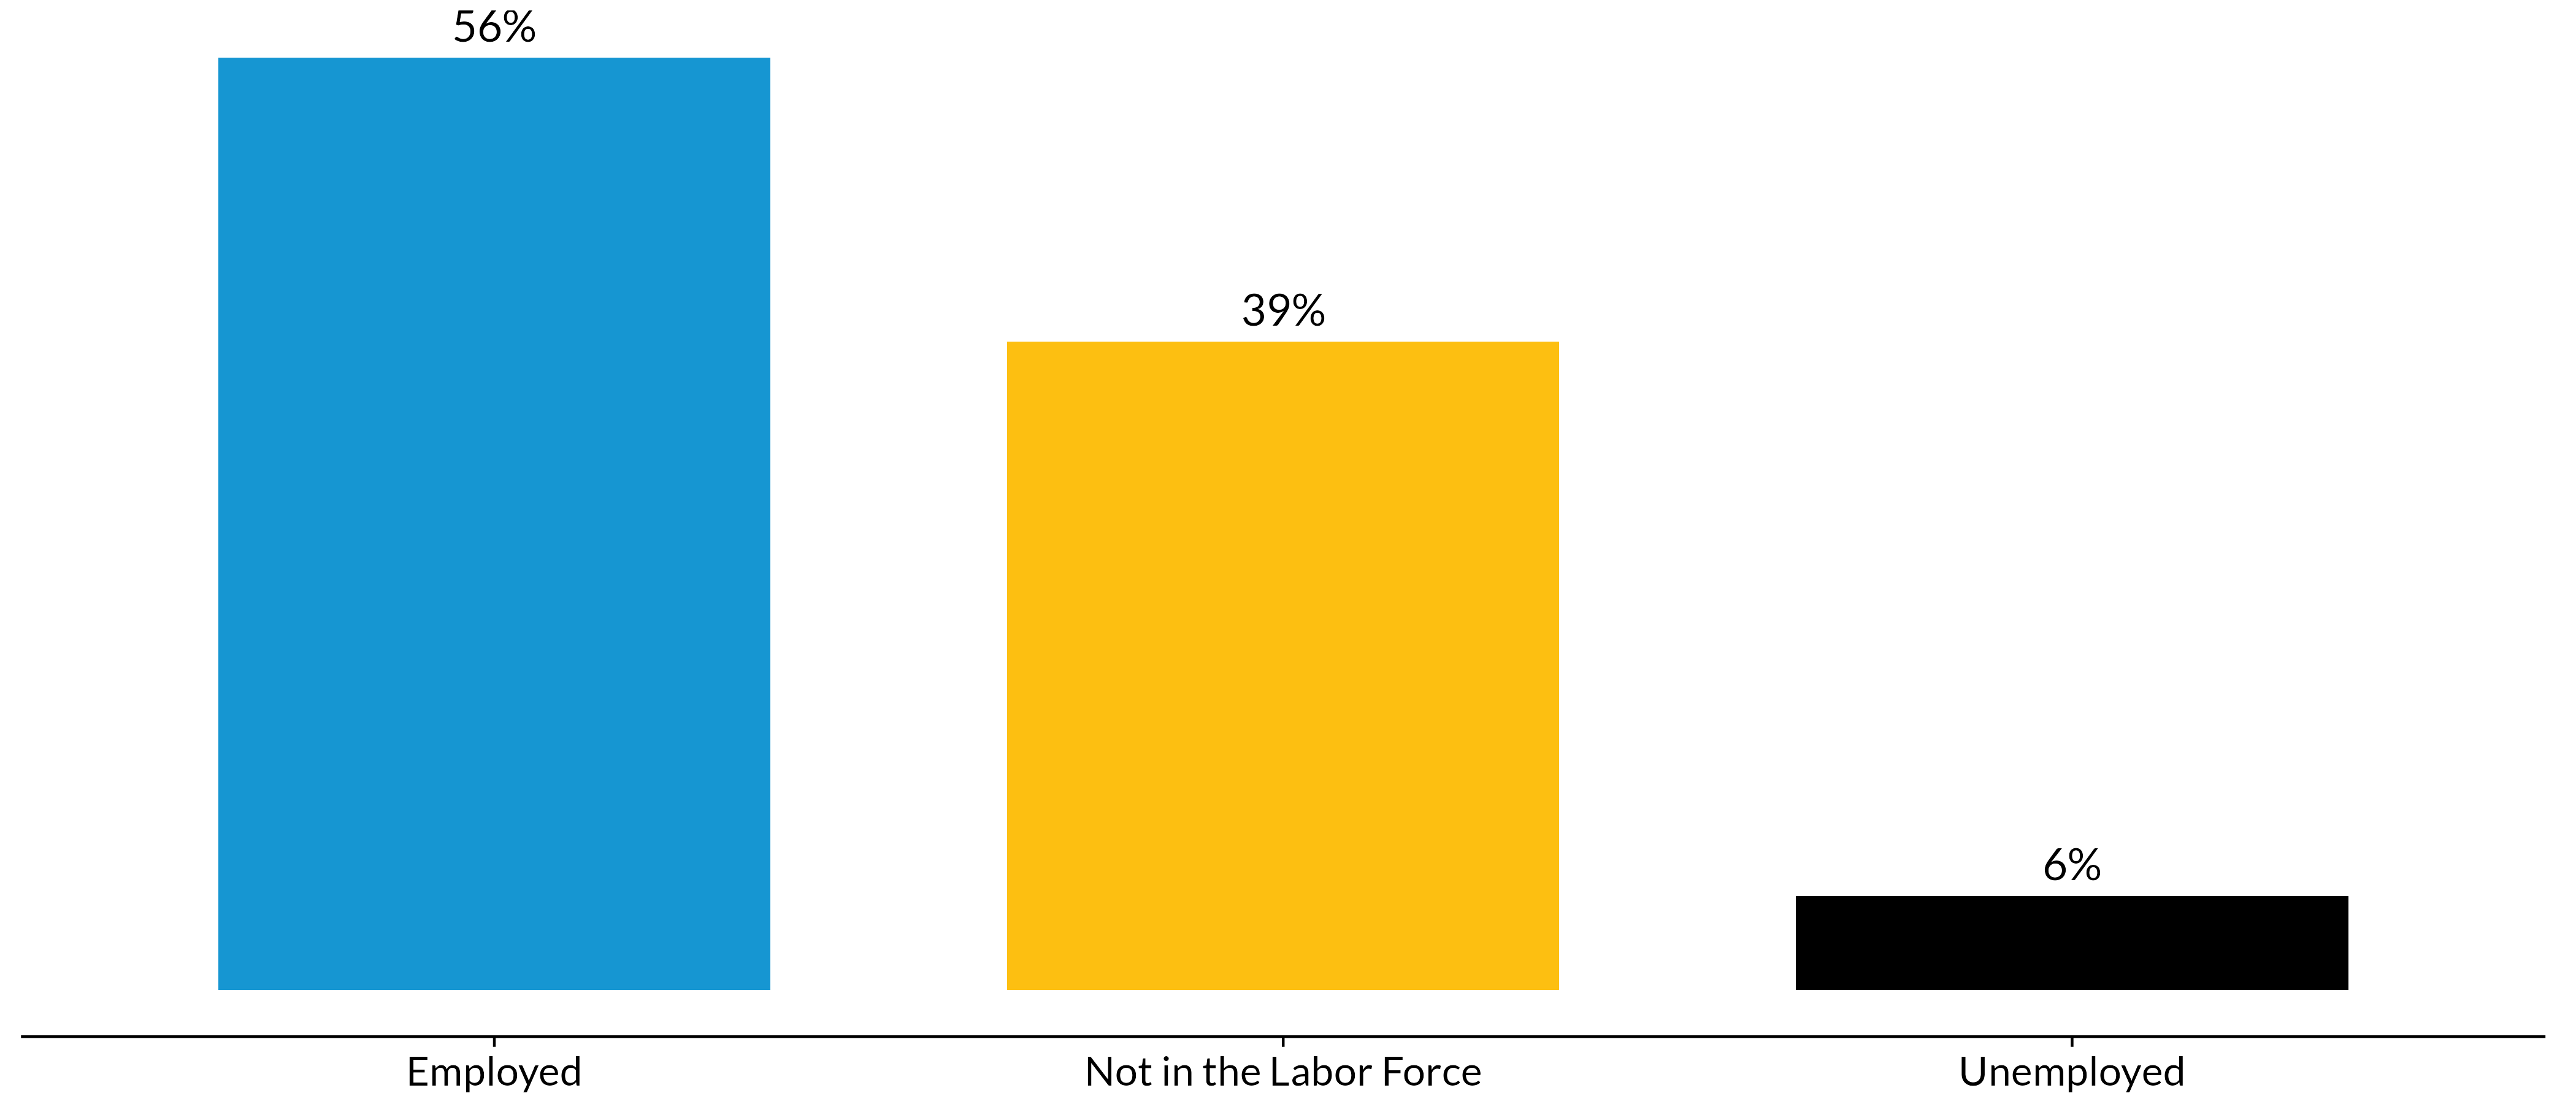 56%
39%
6%
Employed
Not in the Labor Force
Unemployed